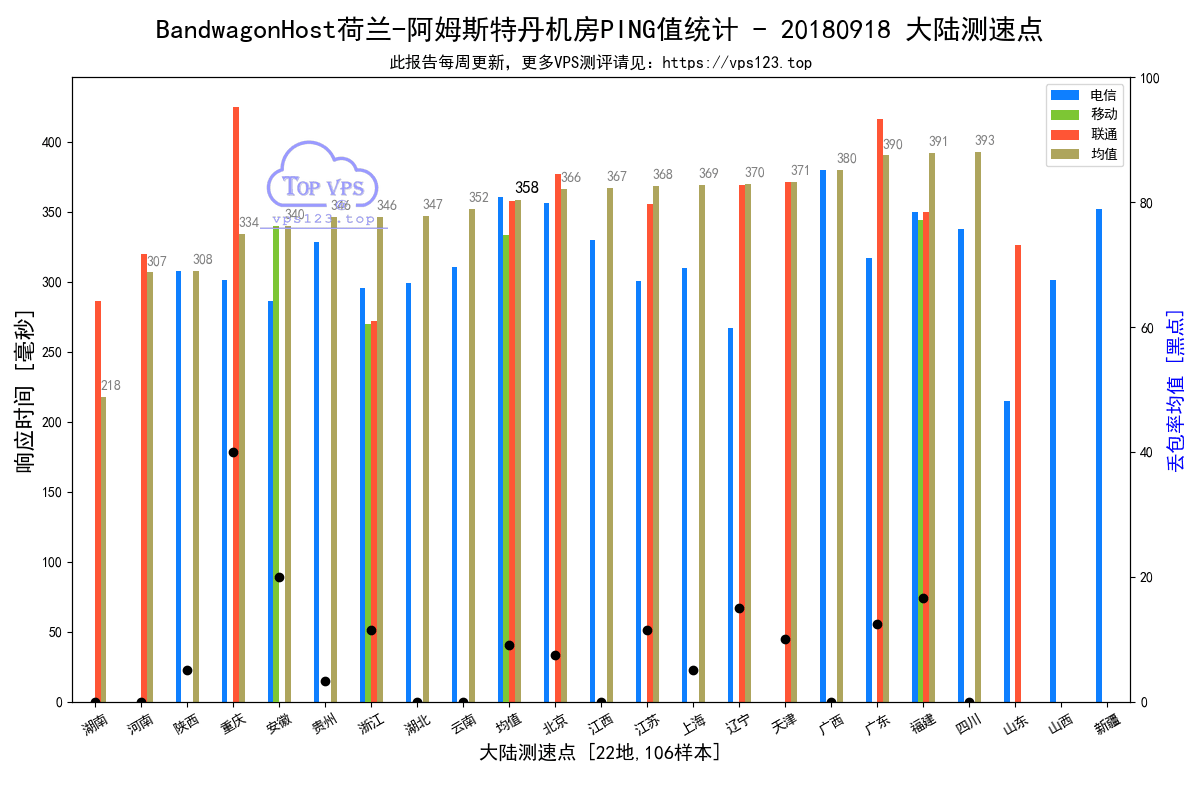 BandwagonHost荷兰-阿姆斯特丹机房PING值统计 - 20180918 大陆测速点
此报告每周更新，更多VPS测评请见：https://vps123.top
电信
移动
联通
均值
TOP VPS
vps123.top
218
307
308
334
340
346
346
347
352
358
366
367
368
369
370
371
380
390
391
393
响应时间 [毫秒]
400
350
300
250
200
150
100
50
0
丢包率均值 [黑点]
100
80
60
40
20
0
湖南
河南
陕西
重庆
安徽
贵州
浙江
湖北
云南
均值
北京
江西
江苏
上海
辽宁
天津
广西
广东
福建
四川
山东
山西
新疆
大陆测速点 [22地,106样本]